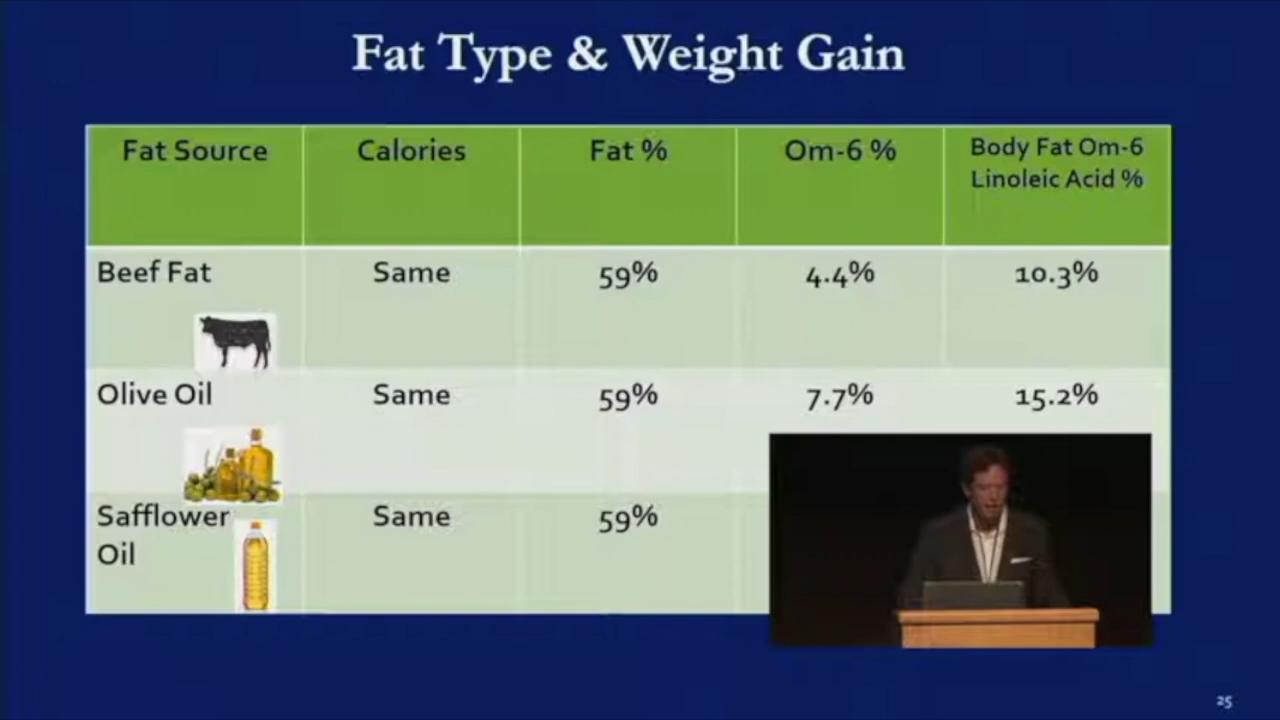 Fat Type & Weight Gain
Fat Source Calories Fat % Om-6 % Body Fat Om-6
Linoleic Acid %
Beef Fat Same 59% 4.4% 10.3%
Olive Oil Same 59% 7.7% 15.2%
Safflower Same 59%
Oil
25